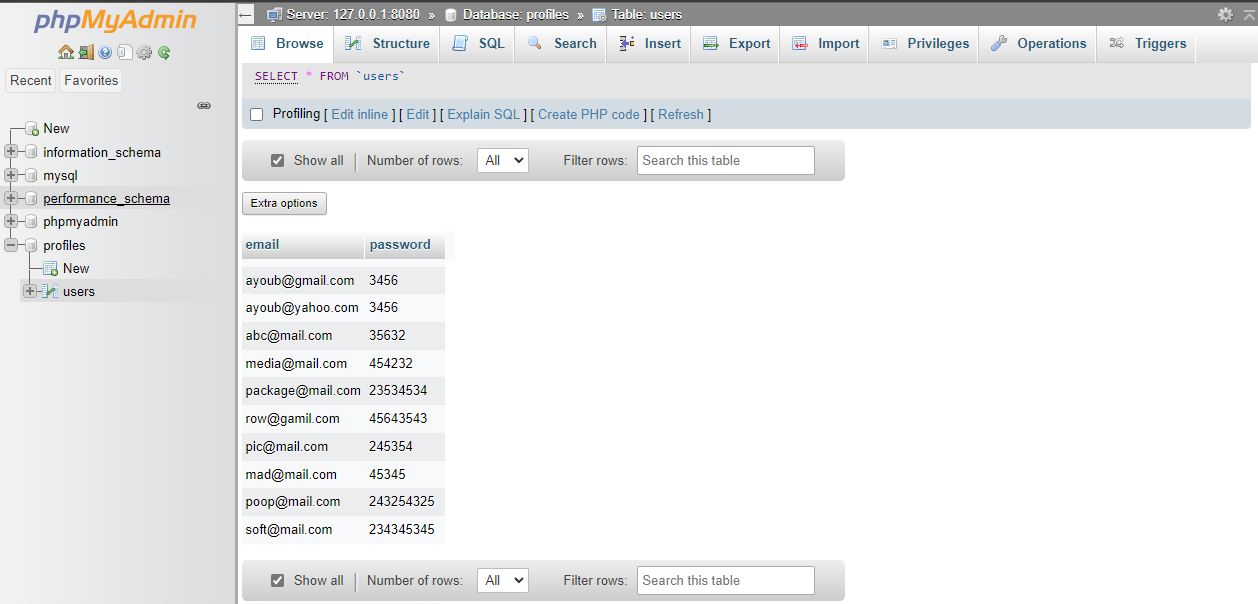 phpMyAdmin
Recent Favorites
New
information_schema
mysql
performance_schema
phpmyadmin
profiles
New
users
Server: 127.0.0.1:8080 » Database: profiles » Table: users
Browse Structure SQL Search Insert Export Import Privileges Operations Triggers
SELECT * FROM `users`
Profiling [ Edit inline ] [ Edit ] [ Explain SQL ] [ Create PHP code ] [ Refresh ]
Show all | Number of rows: All Filter rows: Search this table
Extra options
email password
ayoub@gmail.com 3456
ayoub@yahoo.com 3456
abc@mail.com 35632
media@mail.com 454232
package@mail.com 23534534
row@gamil.com 45643543
pic@mail.com 245354
mad@mail.com 45345
poop@mail.com 243254325
soft@mail.com 234345345
Show all | Number of rows: All Filter rows: Search this table